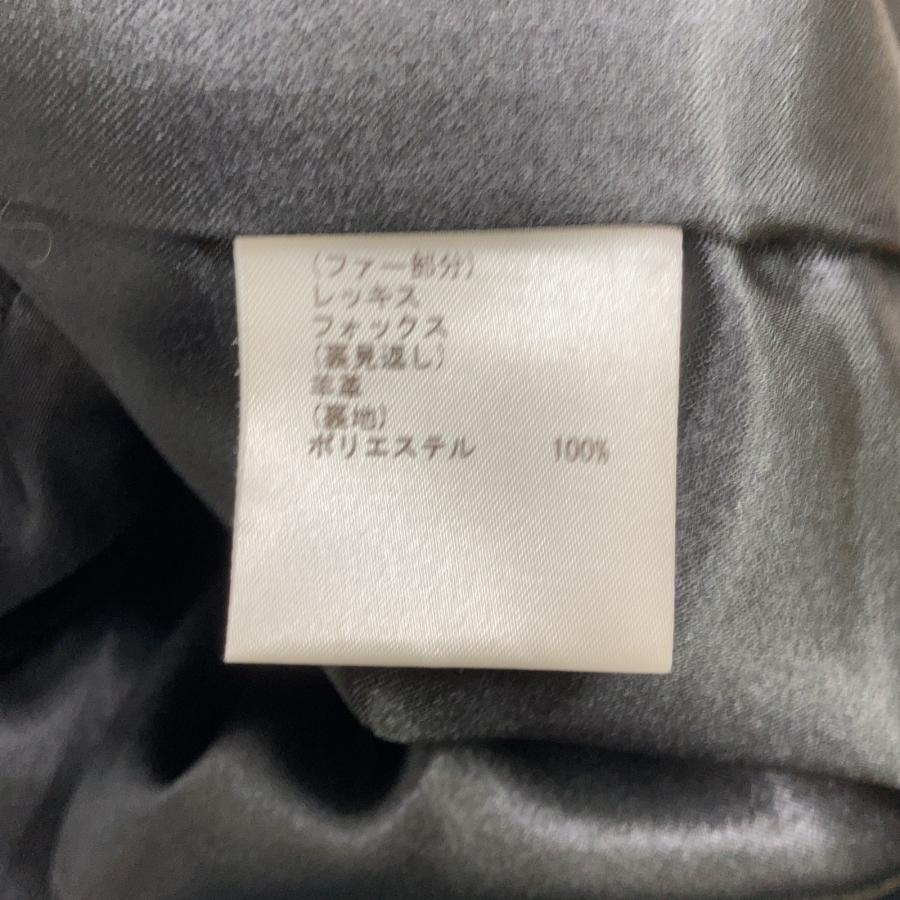 (ファー部分)
レッキス
フォックス
(裏見返し)
羊革
(裏地)
ポリエステル 100%